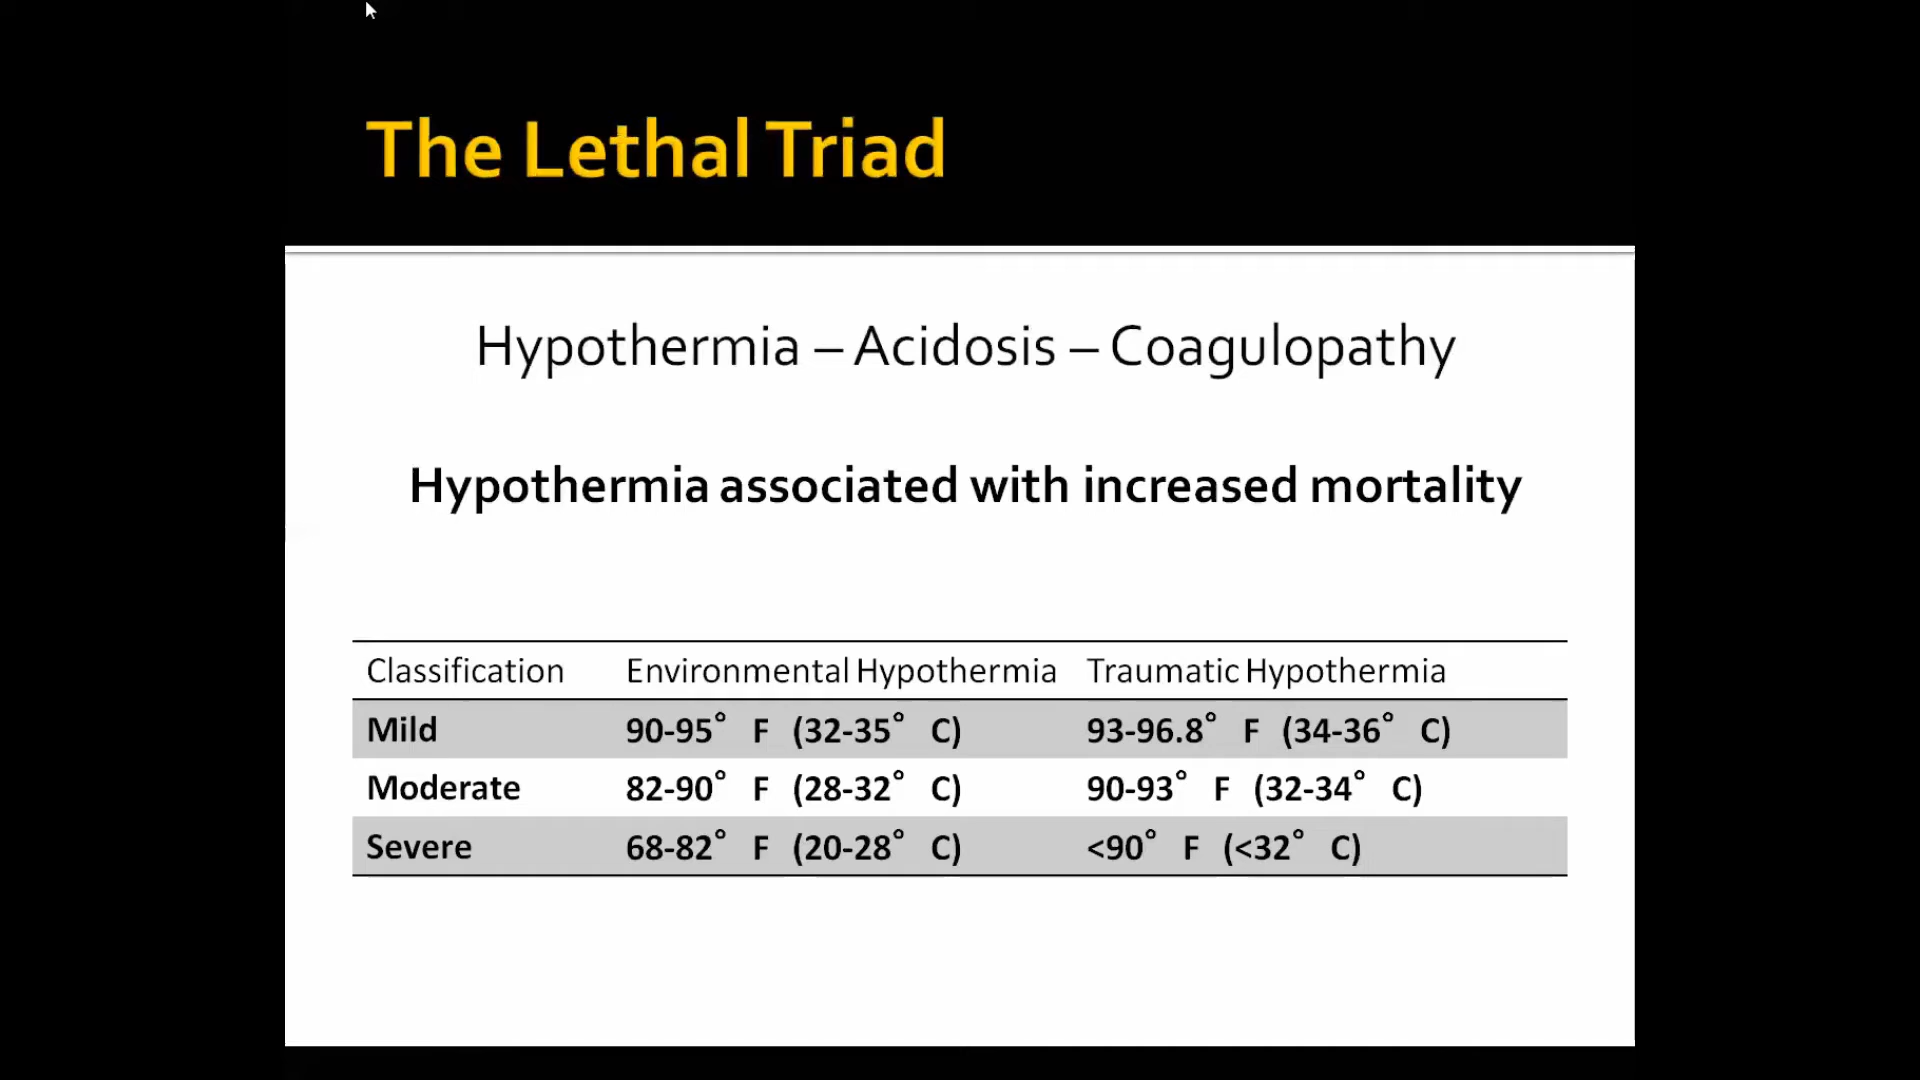 The Lethal Triad
Hypothermia – Acidosis – Coagulopathy
Hypothermia associated with increased mortality
Classification Environmental Hypothermia Traumatic Hypothermia
Mild 90-95° F (32-35° C) 93-96.8° F (34-36° C)
Moderate 82-90° F (28-32° C) 90-93° F (32-34° C)
Severe 68-82° F (20-28° C) <90° F (<32° C)